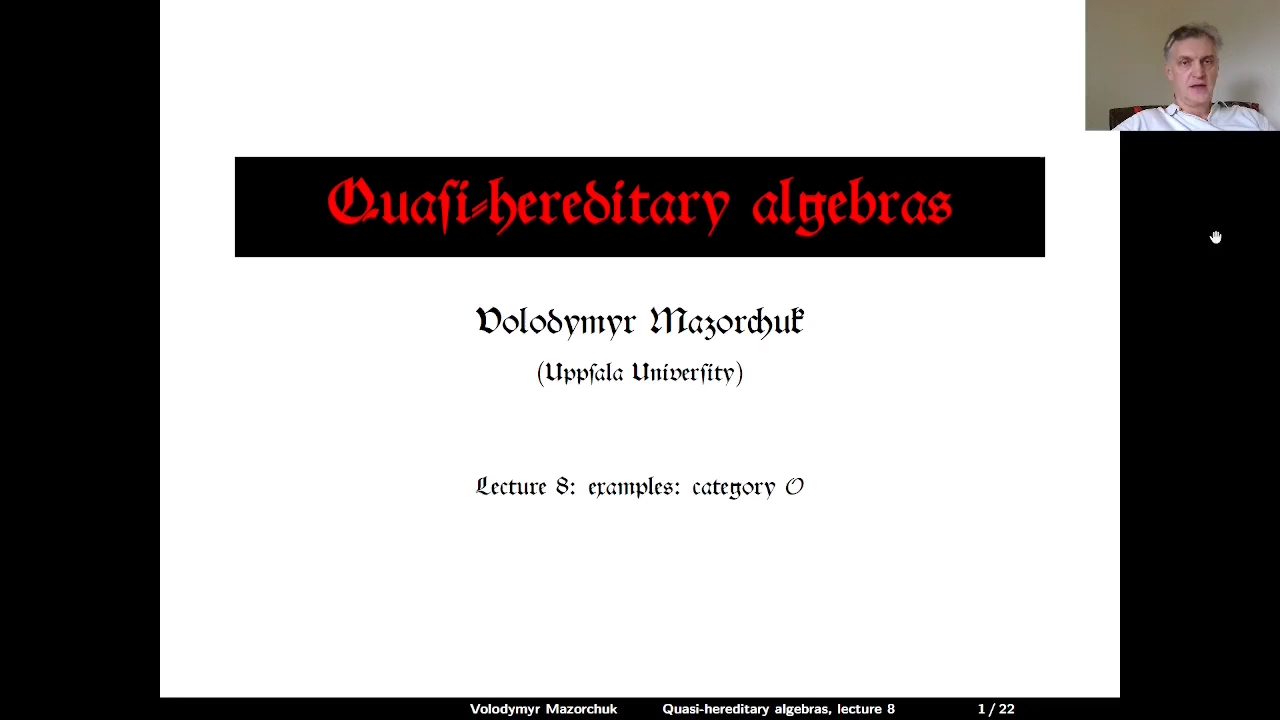 Quasi-hereditary algebras
Volodymyr Mazorchuk
(Uppsala University)
Lecture 8: examples: category O
Volodymyr Mazorchuk Quasi-hereditary algebras, lecture 8 1 / 22